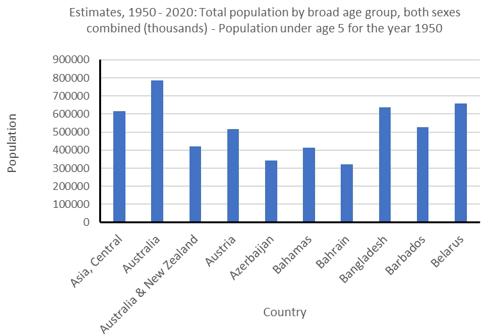 Estimates, 1950 - 2020: Total population by broad age group, both sexes
combined (thousands) - Population under age 5 for the year 1950
Population
900000
800000
700000
600000
500000
400000
300000
200000
100000
0
Asia, Central
Australia
Australia & New Zealand
Austria
Azerbaijan
Bahamas
Bahrain
Bangladesh
Barbados
Belarus
Country